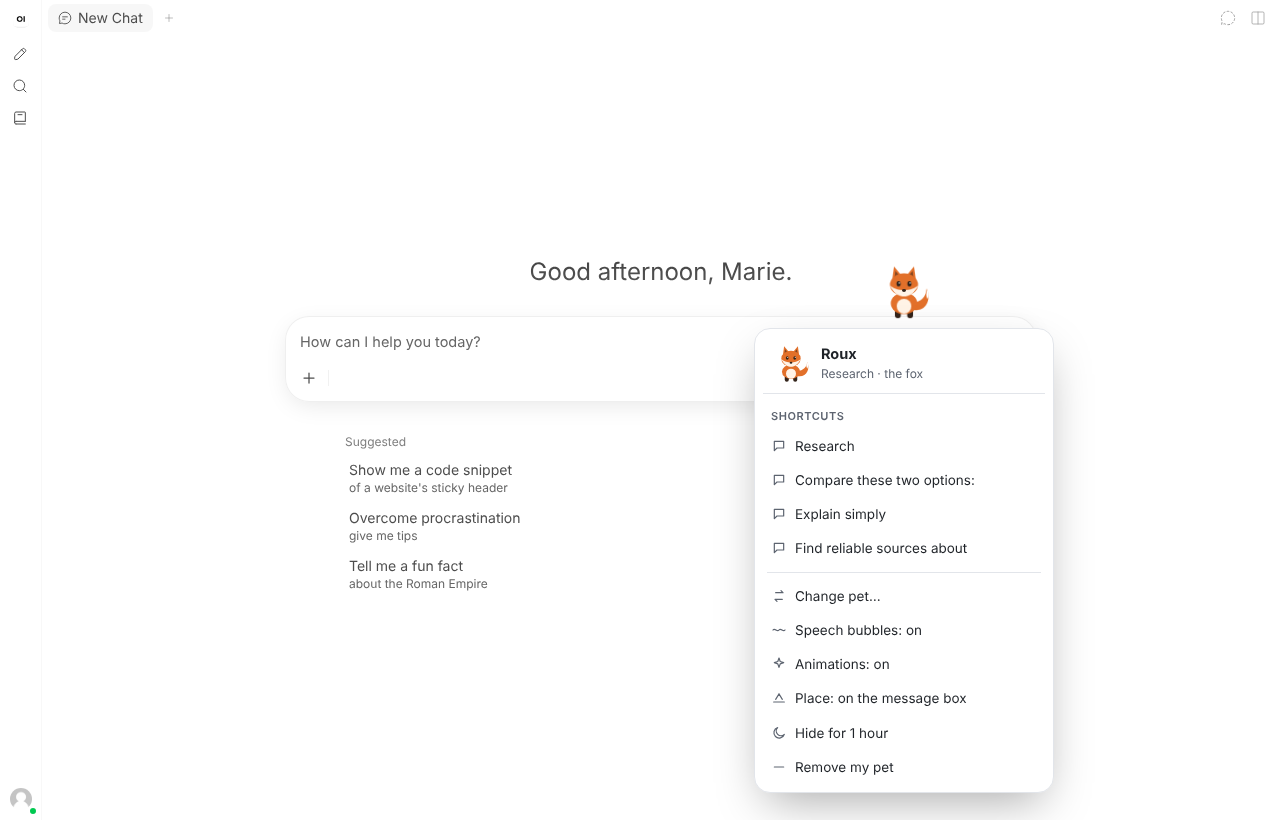 OI
New Chat
Good afternoon, Marie.
How can I help you today?
Suggested
Show me a code snippet
of a website's sticky header
Overcome procrastination
give me tips
Tell me a fun fact
about the Roman Empire
Roux
Research · the fox
SHORTCUTS
Research
Compare these two options:
Explain simply
Find reliable sources about
Change pet...
Speech bubbles: on
Animations: on
Place: on the message box
Hide for 1 hour
Remove my pet